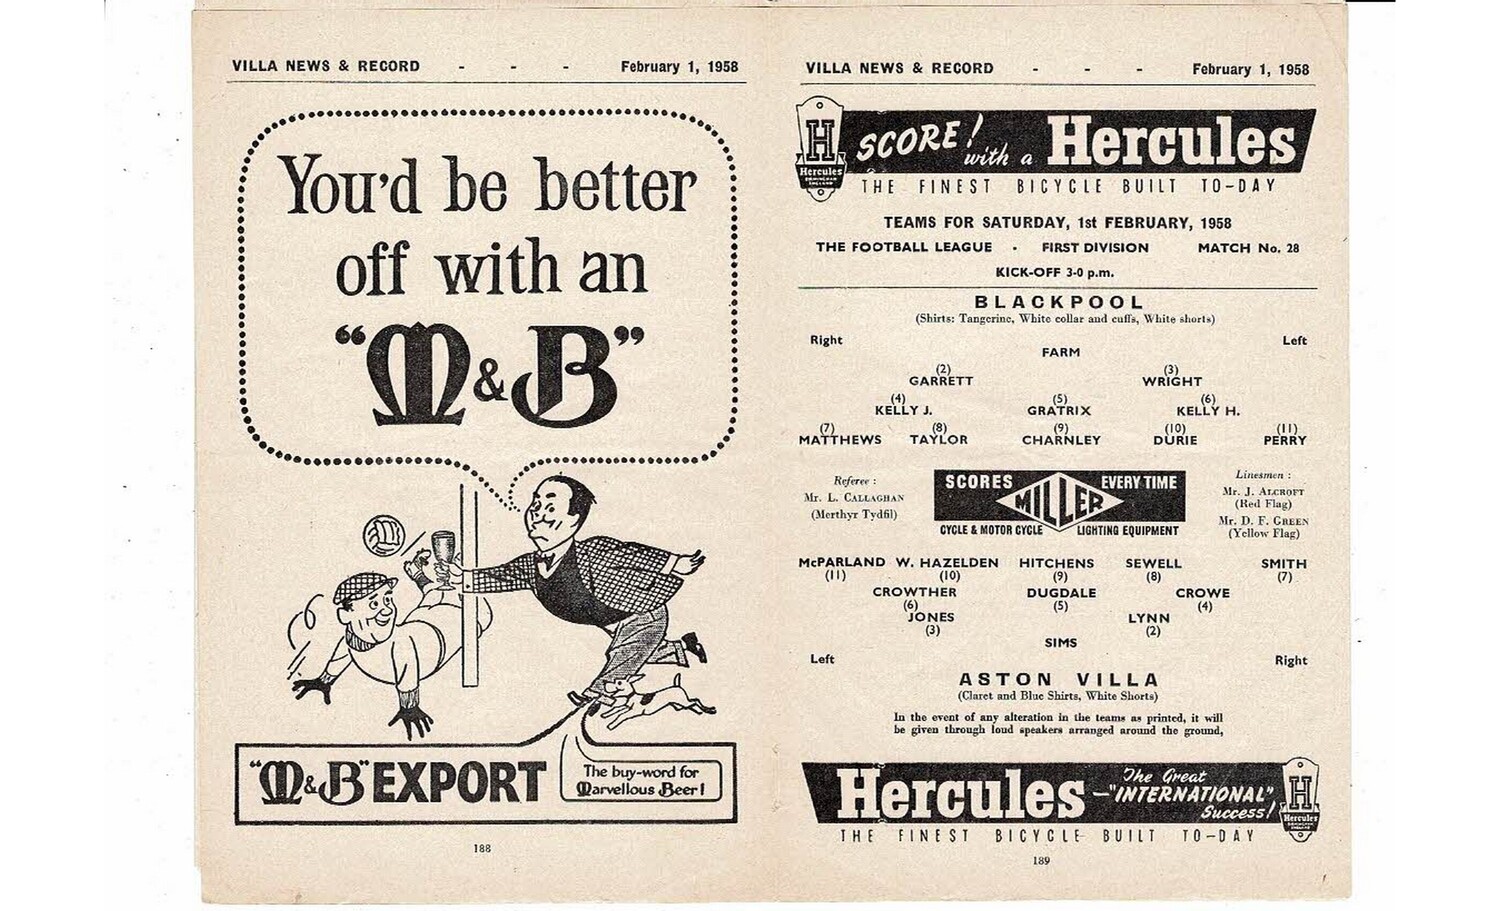 VILLA NEWS & RECORD - - - February 1, 1958
You'd be better
off with an
"M&B"
"M&B" EXPORT
The buy-word for
Marvellous Beer!
188
VILLA NEWS & RECORD - - - February 1, 1958
H
Hercules
BIRMINGHAM
ENGLAND
SCORE! with a Hercules
THE FINEST BICYCLE BUILT TO-DAY
TEAMS FOR SATURDAY, 1st FEBRUARY, 1958
THE FOOTBALL LEAGUE · FIRST DIVISION MATCH No. 28
KICK-OFF 3-0 p.m.
BLACKPOOL
(Shirts: Tangerine, White collar and cuffs, White shorts)
Right Left
FARM
(2) (3)
GARRETT WRIGHT
(4) (5) (6)
KELLY J. GRATRIX KELLY H.
(7) (8) (9) (10) (11)
MATTHEWS TAYLOR CHARNLEY DURIE PERRY
Referee :
Mr. L. CALLAGHAN
(Merthyr Tydfil)
SCORES EVERY TIME
MILLER
CYCLE & MOTOR CYCLE LIGHTING EQUIPMENT
Linesmen :
Mr. J. ALCROFT
(Red Flag)
Mr. D. F. GREEN
(Yellow Flag)
McPARLAND W. HAZELDEN HITCHENS SEWELL SMITH
(11) (10) (9) (8) (7)
CROWTHER DUGDALE CROWE
(6) (5) (4)
JONES LYNN
(3) (2)
SIMS
Left Right
ASTON VILLA
(Claret and Blue Shirts, White Shorts)
In the event of any alteration in the teams as printed, it will
be given through loud speakers arranged around the ground,
Hercules – The Great
"INTERNATIONAL"
Success!
H
Hercules
THE FINEST BICYCLE BUILT TO-DAY
189